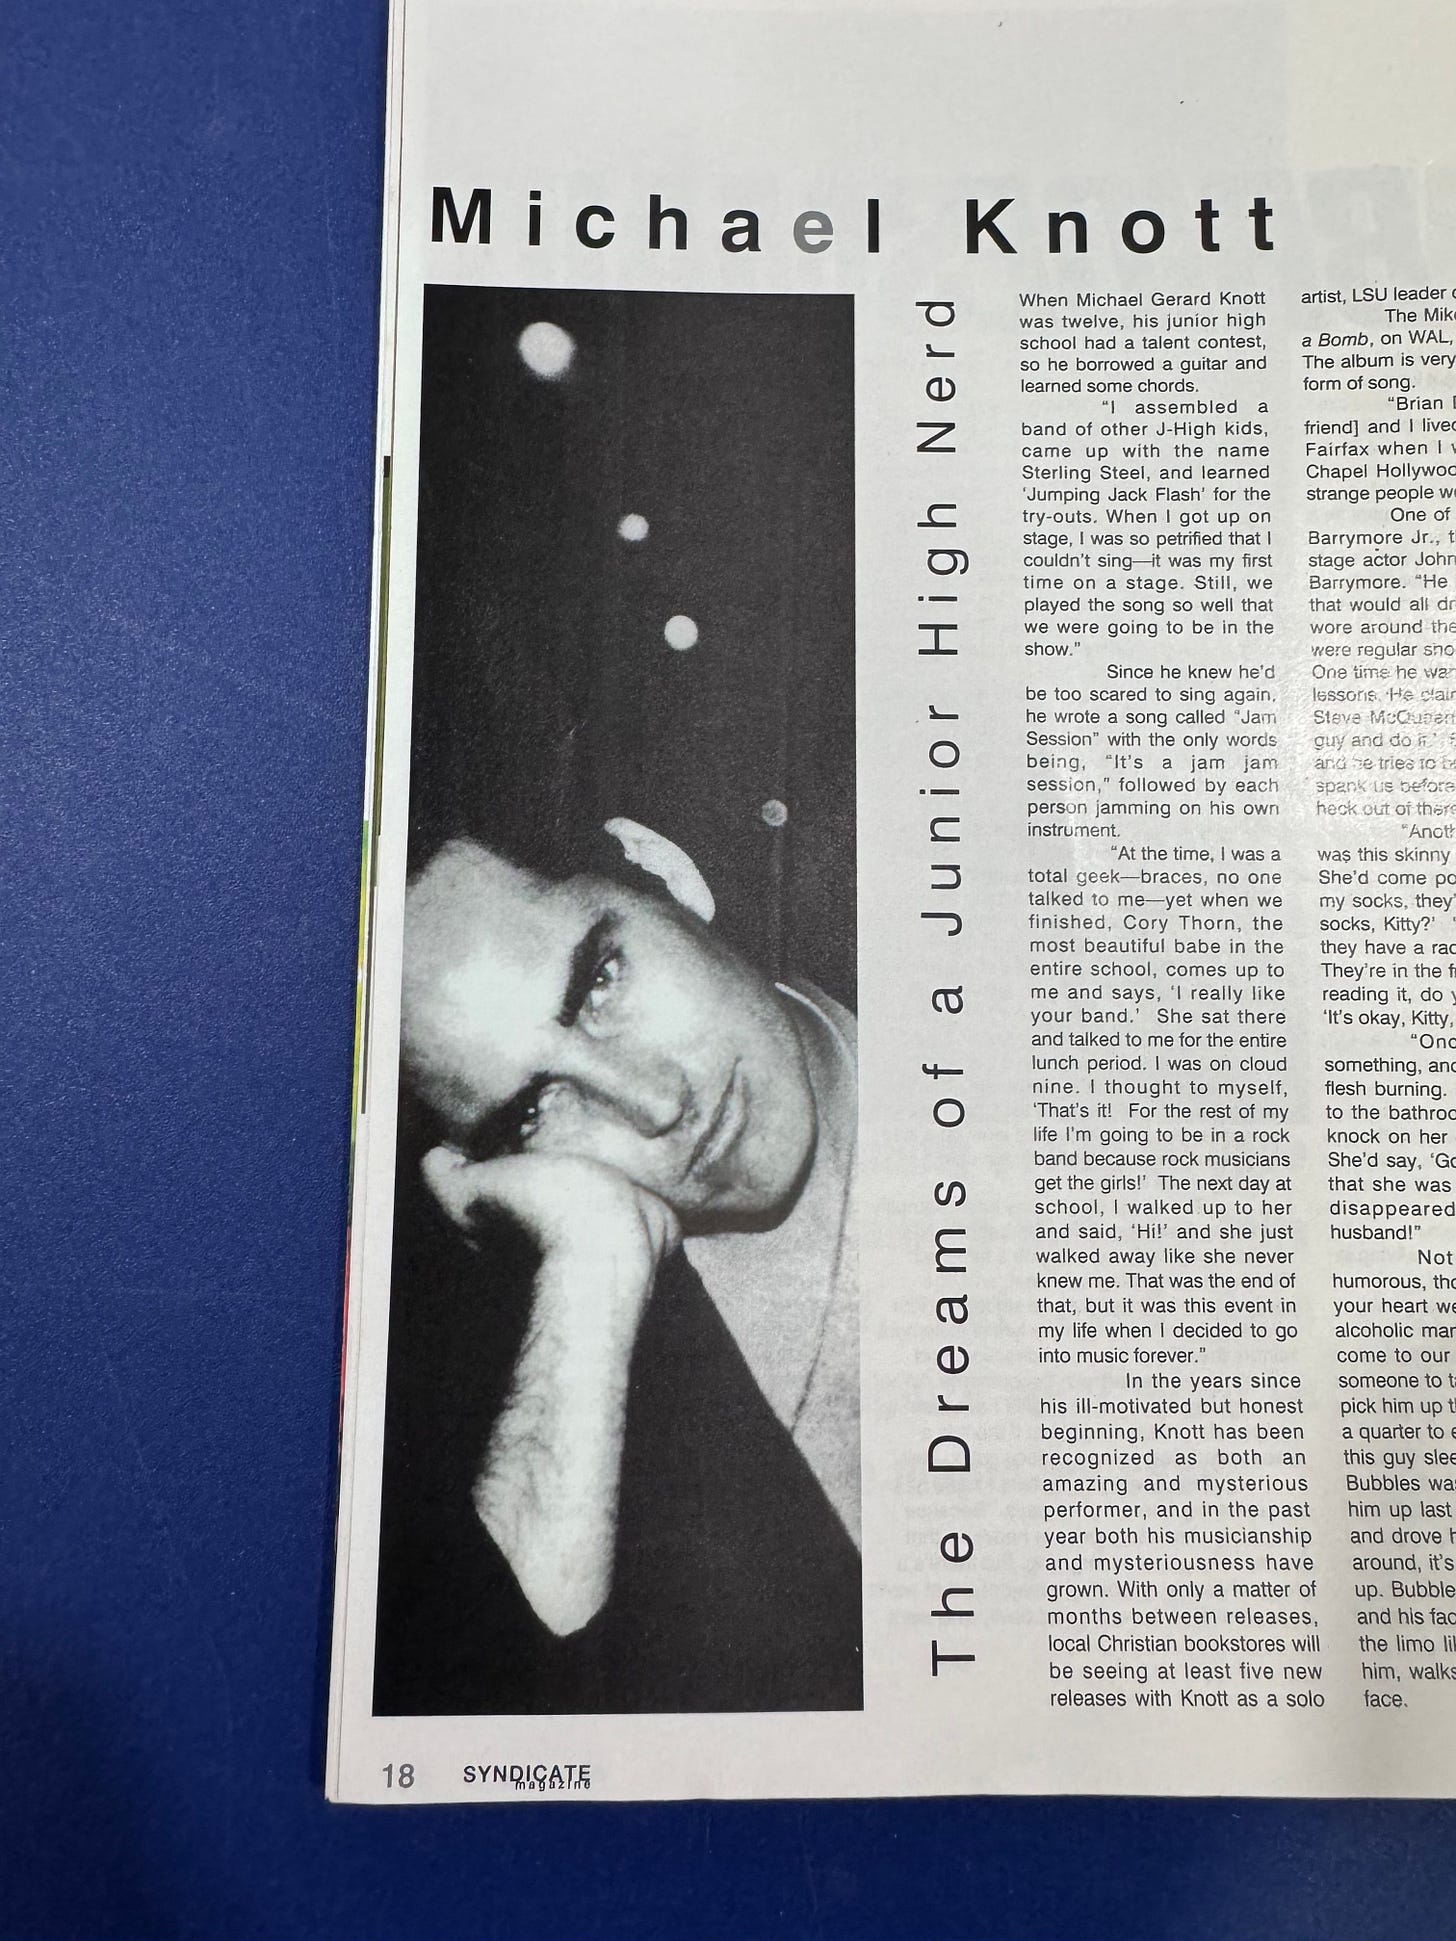 Michael Knott
The Dreams of a Junior High Nerd
When Michael Gerard Knott
was twelve, his junior high
school had a talent contest,
so he borrowed a guitar and
learned some chords.
“I assembled a
band of other J-High kids,
came up with the name
Sterling Steel, and learned
‘Jumping Jack Flash’ for the
try-outs. When I got up on
stage, I was so petrified that I
couldn’t sing—it was my first
time on a stage. Still, we
played the song so well that
we were going to be in the
show.”
Since he knew he’d
be too scared to sing again,
he wrote a song called “Jam
Session” with the only words
being, “It’s a jam jam
session,” followed by each
person jamming on his own
instrument.
“At the time, I was a
total geek—braces, no one
talked to me—yet when we
finished, Cory Thorn, the
most beautiful babe in the
entire school, comes up to
me and says, ‘I really like
your band.’ She sat there
and talked to me for the entire
lunch period. I was on cloud
nine. I thought to myself,
‘That’s it! For the rest of my
life I’m going to be in a rock
band because rock musicians
get the girls!’ The next day at
school, I walked up to her
and said, ‘Hi!’ and she just
walked away like she never
knew me. That was the end of
that, but it was this event in
my life when I decided to go
into music forever.”
In the years since
his ill-motivated but honest
beginning, Knott has been
recognized as both an
amazing and mysterious
performer, and in the past
year both his musicianship
and mysteriousness have
grown. With only a matter of
months between releases,
local Christian bookstores will
be seeing at least five new
releases with Knott as a solo
artist, LSU leader
The
a Bomb, on WAL,
The album is very
form of song.
“Brian
friend] and I lived
Fairfax when I
Chapel
strange people
One of
Barrymore Jr.,
stage actor
Barrymore. “He
that would all
wore around the
were regular
One time he
lessons. ‘He
Steve
guy and do it.’
and he tries to
spank us before
heck out of
was this skinny
She’d come
my socks,
socks, Kitty?’
they have a
They’re in the
reading it, do
‘It’s okay, Kitty,
something,
flesh burning.
to the
knock on her
She’d say,
that she was
disappeared
husband!”
humorous,
your heart
alcoholic
come to our
someone to
pick him up
a quarter to
this guy
Bubbles
him up last
and drove
around, it’s
up.
and his
the limo
him,
face.
18
SYNDICATE
magazine